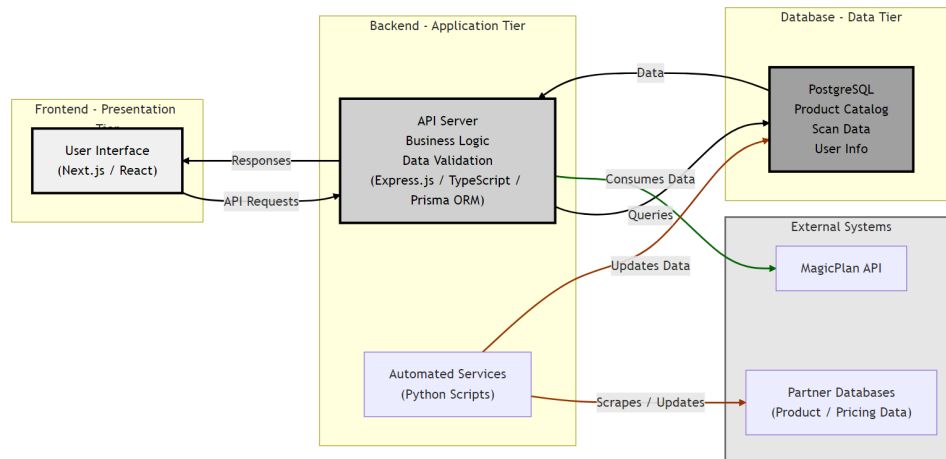 Backend - Application Tier
Database - Data Tier
Data
PostgreSQL
Product Catalog
Scan Data
User Info
Frontend - Presentation
Tier
User Interface
(Next.js / React)
Responses
API Requests
API Server
Business Logic
Data Validation
(Express.js / TypeScript /
Prisma ORM)
Consumes Data
Queries
Updates Data
External Systems
MagicPlan API
Automated Services
(Python Scripts)
Scrapes / Updates
Partner Databases
(Product / Pricing Data)